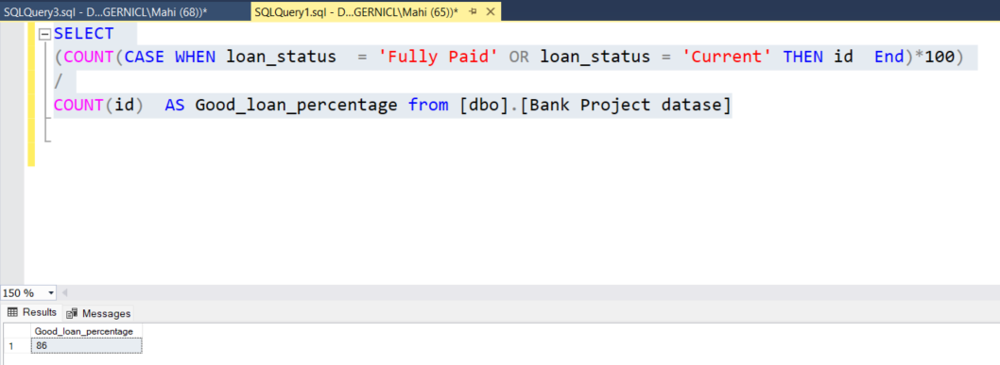 SQLQuery3.sql - D...GERNICL\Mahi (68))* SQLQuery1.sql - D...GERNICL\Mahi (65))*
SELECT
(COUNT(CASE WHEN loan_status = 'Fully Paid' OR loan_status = 'Current' THEN id End)*100)
/
COUNT(id) AS Good_loan_percentage from [dbo].[Bank Project datase]
150 %
Results Messages
Good_loan_percentage
1 86